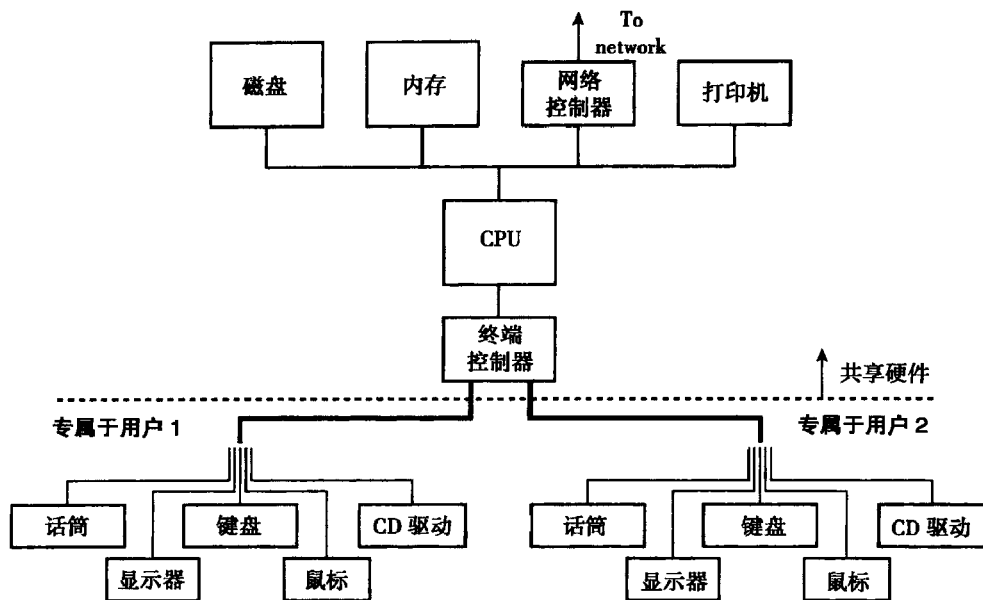 To
network
磁盘
内存
网络
控制器
打印机
CPU
终端
控制器
共享硬件
专属于用户 1
专属于用户 2
话筒
键盘
CD 驱动
显示器
鼠标
话筒
键盘
CD 驱动
显示器
鼠标